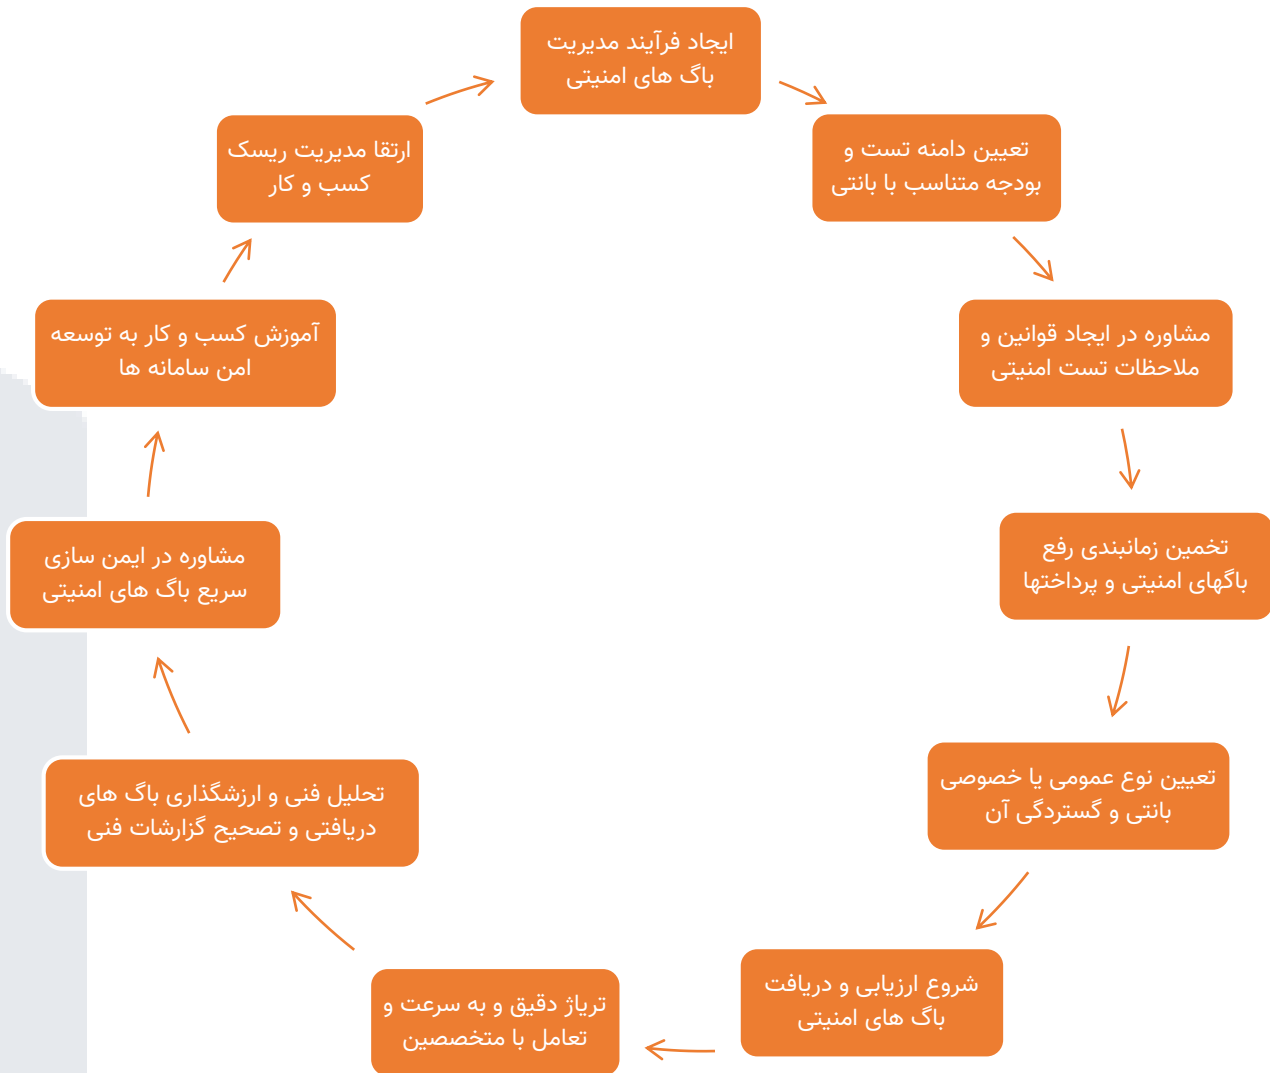 ایجاد فرآیند مدیریت
باگ های امنیتی
تعیین دامنه تست و
بودجه متناسب با بانتی
مشاوره در ایجاد قوانین و
ملاحظات تست امنیتی
تخمین زمانبندی رفع
باگهای امنیتی و پرداختها
تعیین نوع عمومی یا خصوصی
بانتی و گستردگی آن
شروع ارزیابی و دریافت
باگ های امنیتی
تریاژ دقیق و به سرعت و
تعامل با متخصصین
تحلیل فنی و ارزشگذاری باگ های
دریافتی و تصحیح گزارشات فنی
مشاوره در ایمن سازی
سریع باگ های امنیتی
آموزش کسب و کار به توسعه
امن سامانه ها
ارتقا مدیریت ریسک
کسب و کار